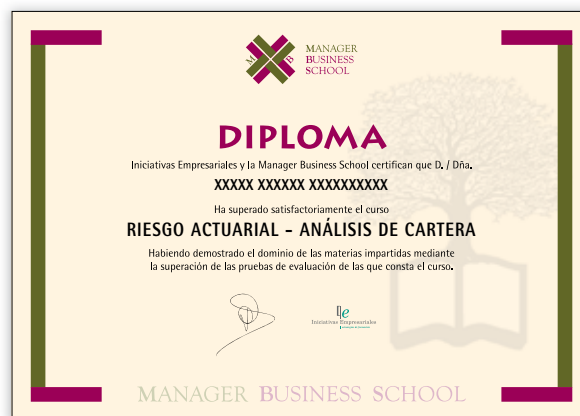 M B
MANAGER
BUSINESS
SCHOOL
DIPLOMA
Iniciativas Empresariales y la Manager Business School certifican que D. / Dña.
XXXXX XXXXXX XXXXXXXXXX
Ha superado satisfactoriamente el curso
RIESGO ACTUARIAL - ANÁLISIS DE CARTERA
Habiendo demostrado el dominio de las materias impartidas mediante
la superación de las pruebas de evaluación de las que consta el curso.
Iniciativas Empresariales
MANAGER BUSINESS SCHOOL